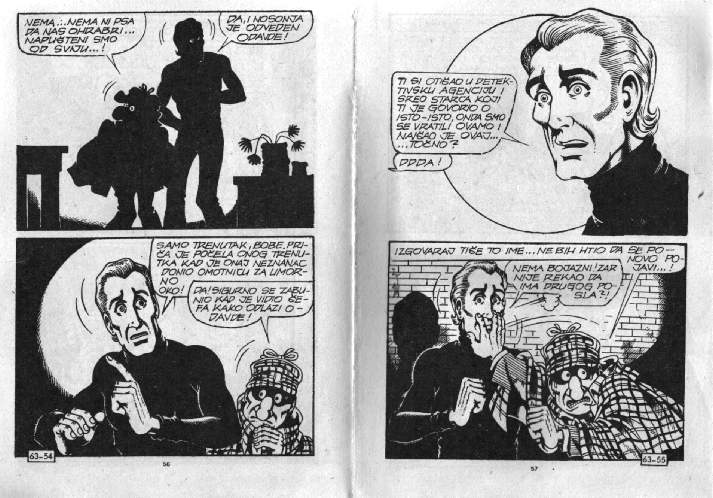 NEMA... NEMA NI PSA
DA NAS OHRABRI...
NAPUŠTENI SMO
OD SVIJU...!
DA, I NOSONJA
JE ODVEDEN
ODAVDE!
SAMO TRENUTAK, BOBE. PRI-
ČA JE POČELA ONOG TRENU-
TKA KAD JE ONAJ NEZNANAC
DONIO OMOTNICU ZA UMOR-
NO
OKO!
DA! SIGURNO SE ZABU-
NIO KAD JE VIDIO ŠE-
FA KAKO ODLAZI O-
DAVDE!
63-54
56
TI SI OTIŠAO U DETEK-
TIVSKU AGENCIJU I
SREO STARCA KOJI
TI JE GOVORIO O
ISTO-ISTO, ONDA SMO
SE VRATILI OVAMO I
NAIŠAO JE OVAJ...
...TOČNO?
DDDA!
IZGOVARAJ TIŠE TO IME... NE BIH HTIO DA SE PO-
NOVO PO-
JAVI...!
NEMA BOJAZNI! ZAR
NIJE REKAO DA
IMA DRUGOG PO-
SLA?!
63-55
57